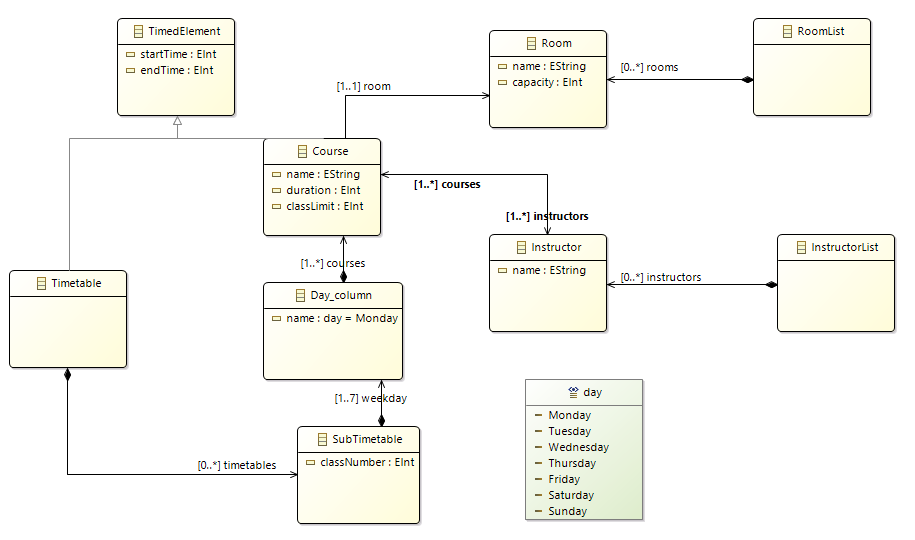 TimedElement
startTime : EInt
endTime : EInt
Room
name : EString
capacity : EInt
RoomList
[0..*] rooms
[1..1] room
Course
name : EString
duration : EInt
classLimit : EInt
[1..*] courses
[1..*] instructors
Instructor
name : EString
InstructorList
[0..*] instructors
[1..*] courses
Timetable
Day_column
name : day = Monday
[1..7] weekday
SubTimetable
classNumber : EInt
[0..*] timetables
day
Monday
Tuesday
Wednesday
Thursday
Friday
Saturday
Sunday